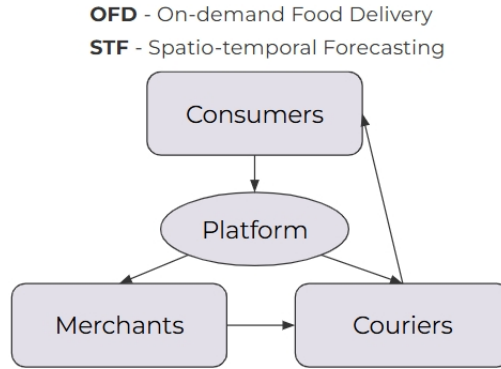 OFD - On-demand Food Delivery
STF - Spatio-temporal Forecasting
Consumers
Platform
Merchants
Couriers